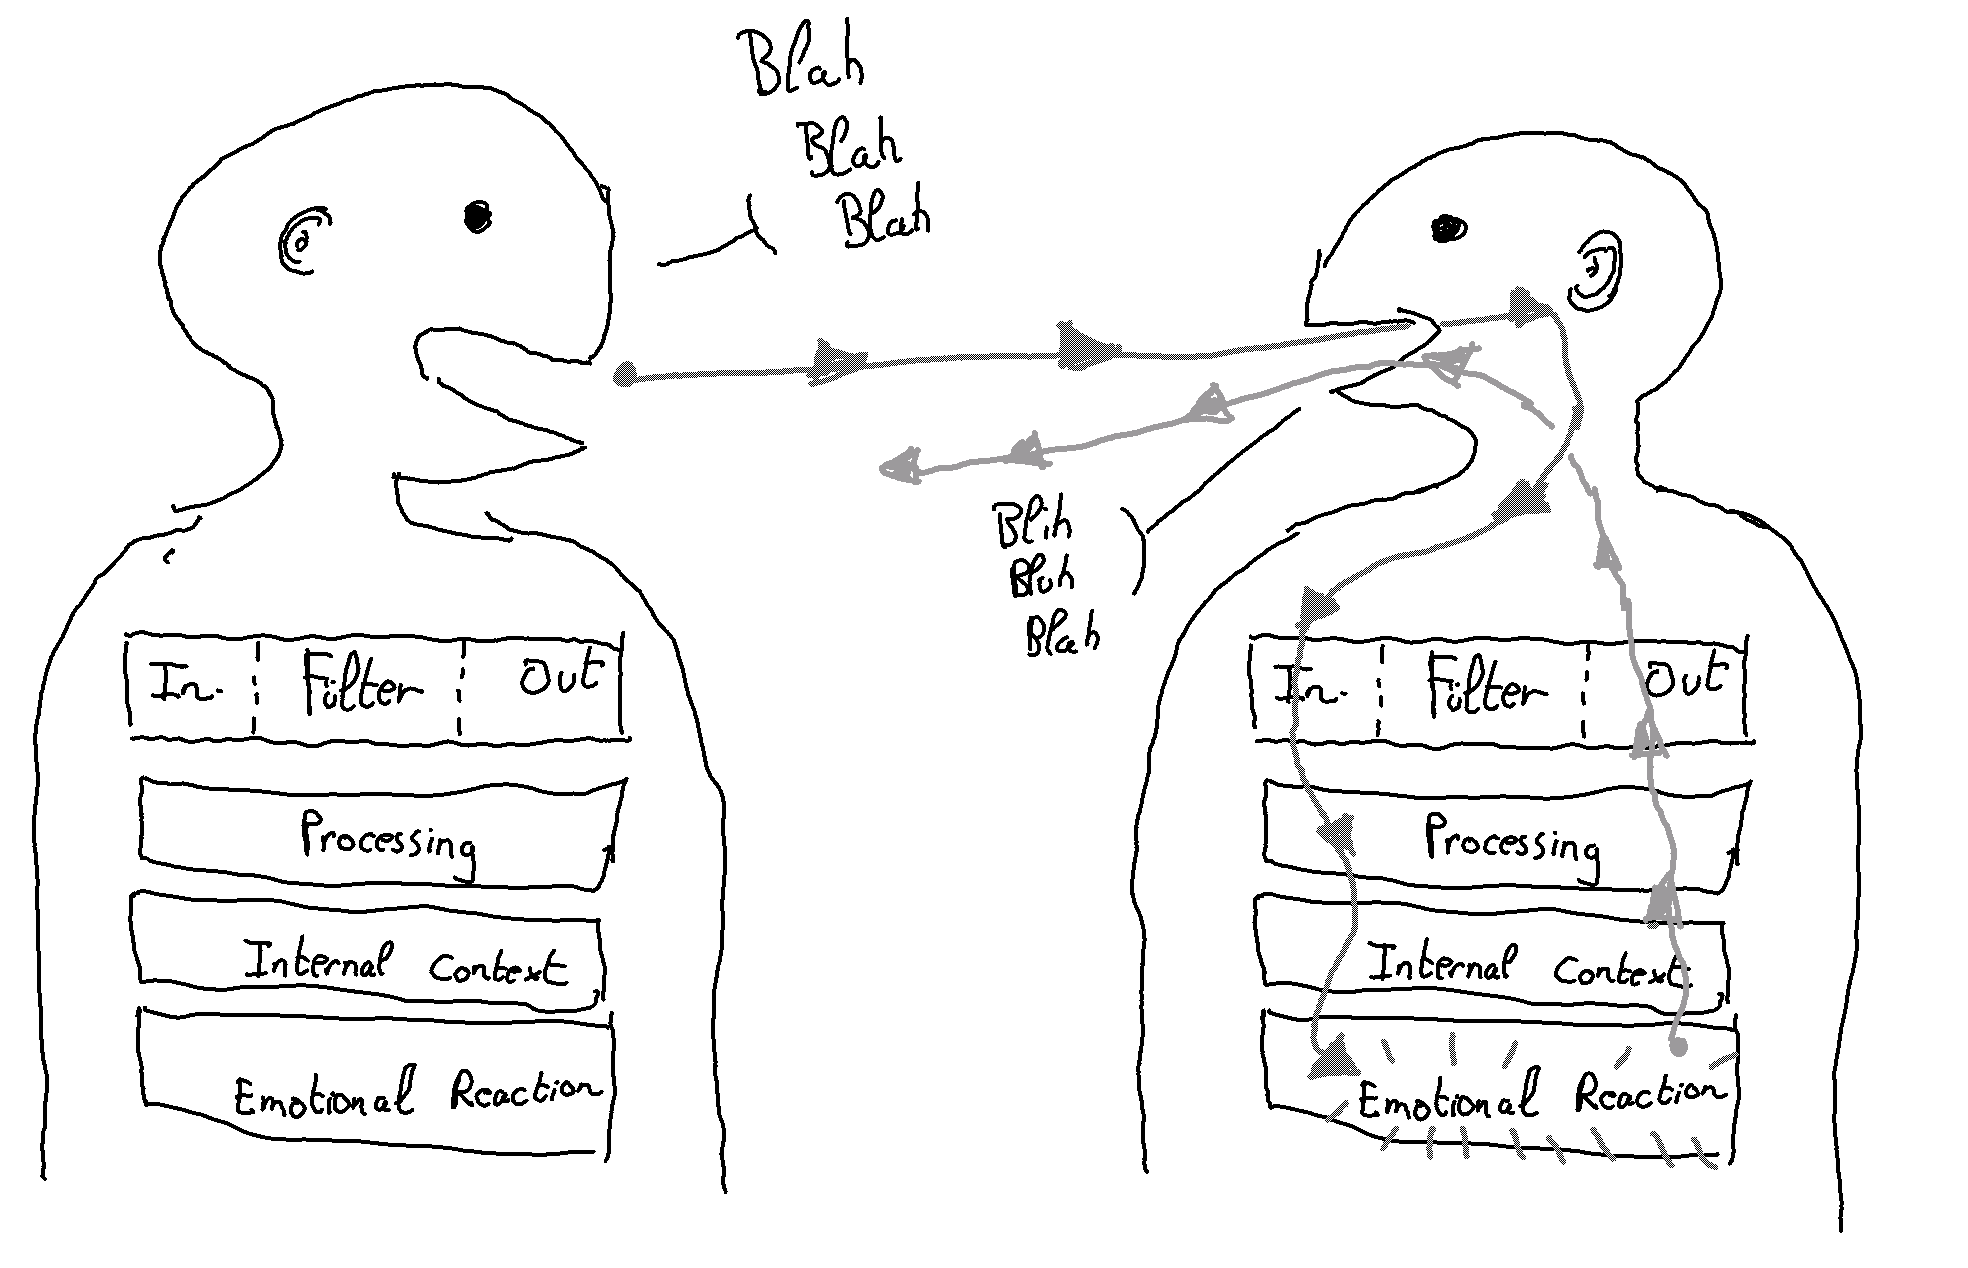 Blah
Blah
Blah
Blih
Bluh
Blah
In. Filter Out
Processing
Internal Context
Emotional Reaction
In. Filter Out
Processing
Internal Context
Emotional Reaction